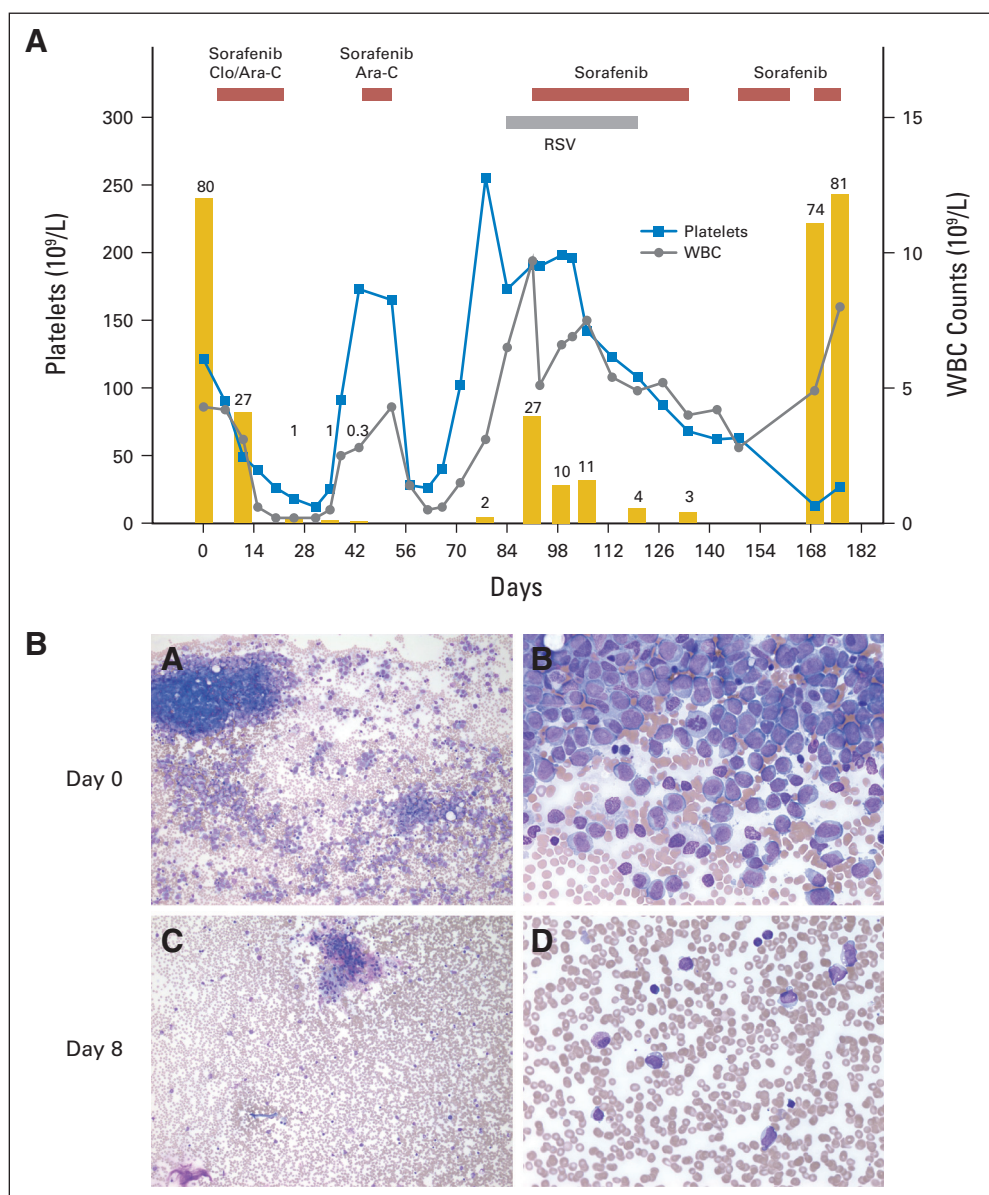 A
Sorafenib
Clo/Ara-C
Sorafenib
Ara-C
Sorafenib
Sorafenib
RSV
Platelets (10⁹/L)
300
250
200
150
100
50
0
WBC Counts (10⁹/L)
15
10
5
0
Platelets
WBC
80
27
1
1
0.3
2
27
10
11
4
3
74
81
0 14 28 42 56 70 84 98 112 126 140 154 168 182
Days
B
Day 0
A
B
Day 8
C
D